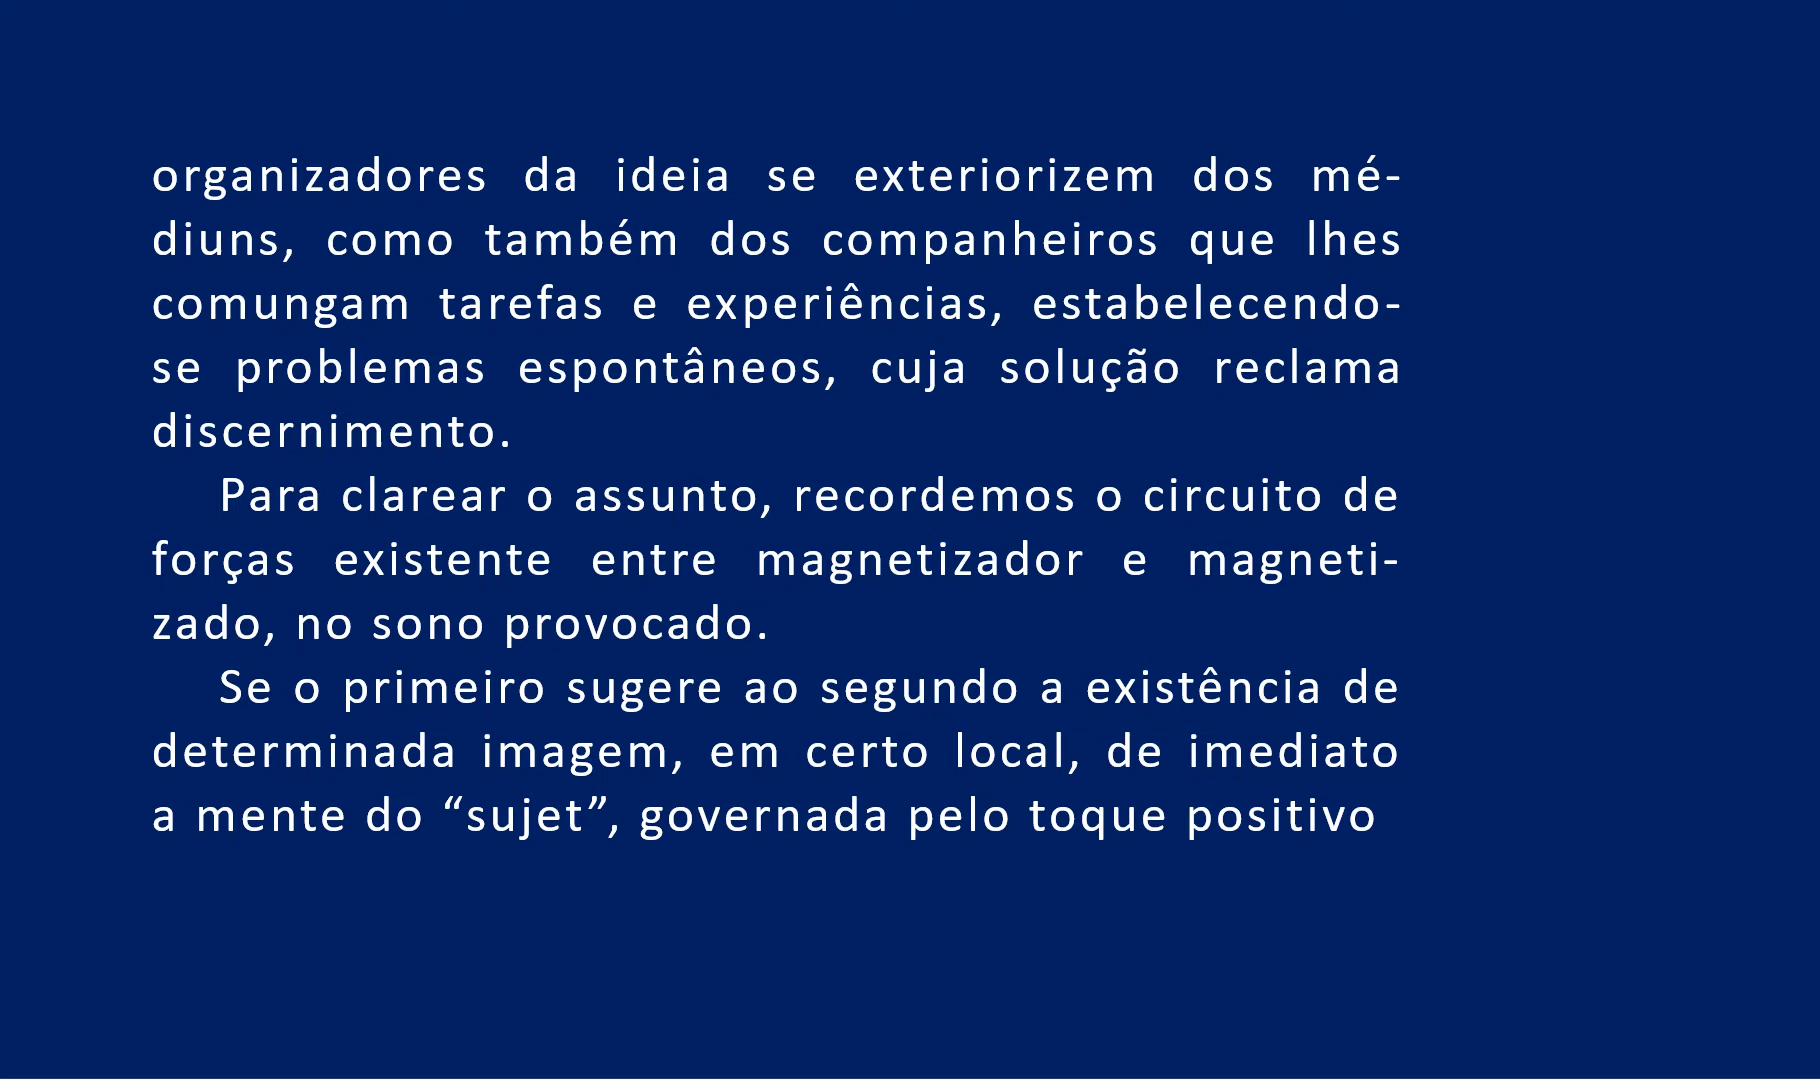 organizadores da ideia se exteriorizem dos mé-
diuns, como também dos companheiros que lhes
comungam tarefas e experiências, estabelecendo-
se problemas espontâneos, cuja solução reclama
discernimento.
Para clarear o assunto, recordemos o circuito de
forças existente entre magnetizador e magneti-
zado, no sono provocado.
Se o primeiro sugere ao segundo a existência de
determinada imagem, em certo local, de imediato
a mente do “sujet”, governada pelo toque positivo